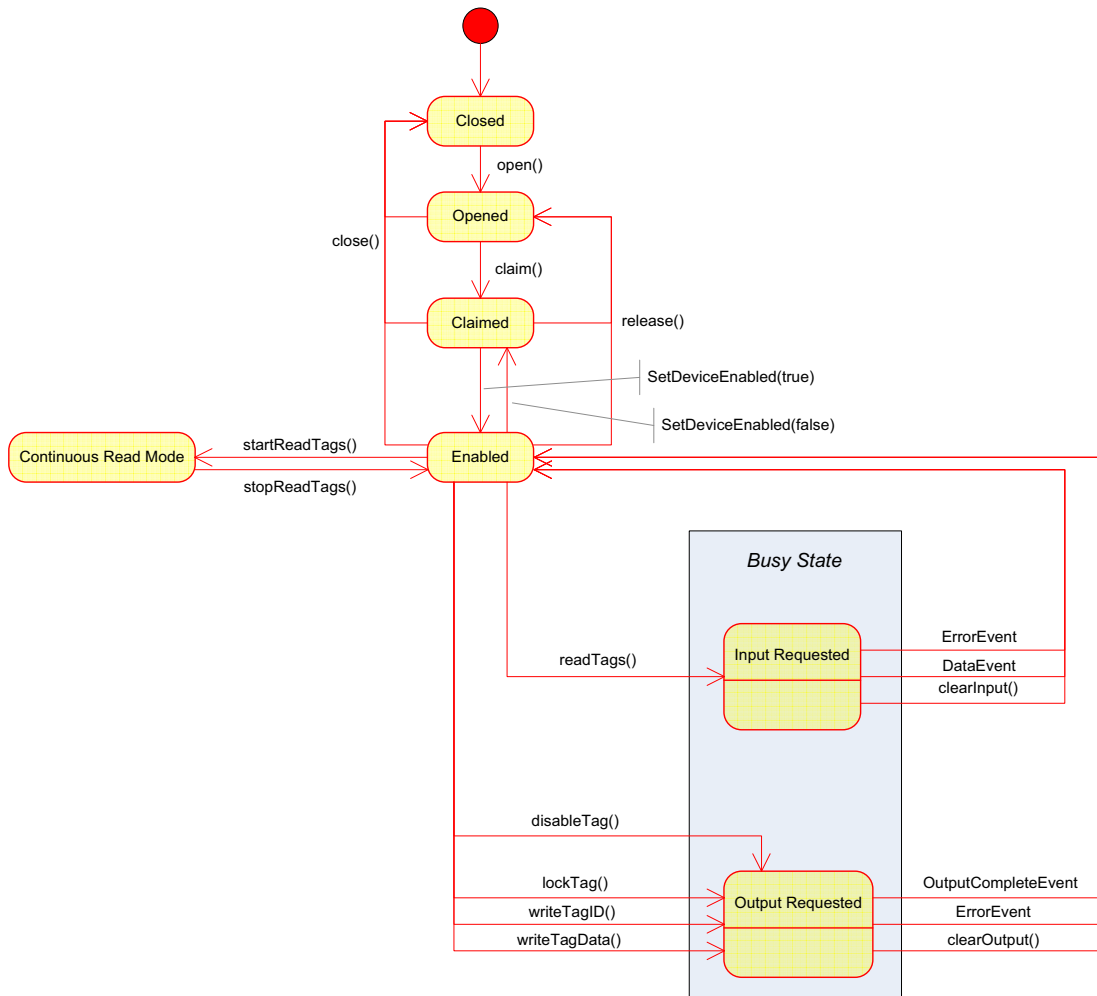 Closed
open()
Opened
close()
claim()
Claimed
release()
SetDeviceEnabled(true)
SetDeviceEnabled(false)
startReadTags()
Continuous Read Mode
Enabled
stopReadTags()
Busy State
ErrorEvent
Input Requested
readTags()
DataEvent
clearInput()
disableTag()
lockTag()
OutputCompleteEvent
Output Requested
writeTagID()
ErrorEvent
writeTagData()
clearOutput()